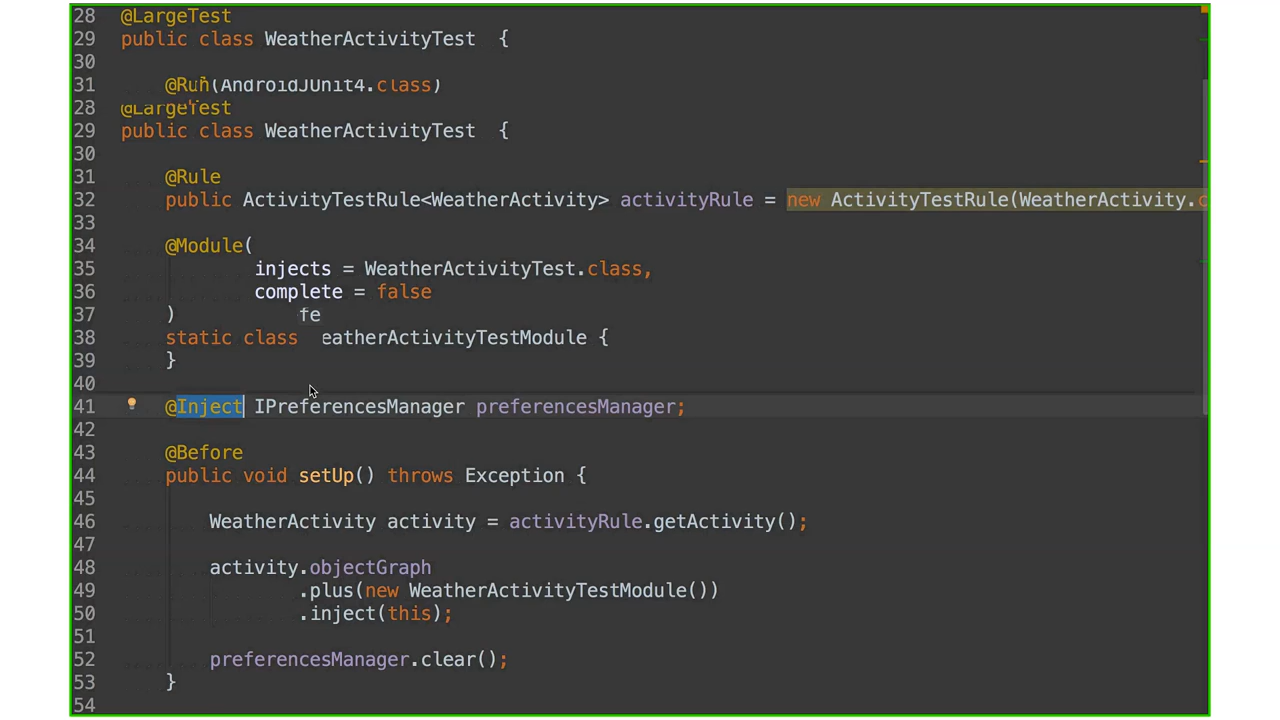 28 @LargeTest
29 public class WeatherActivityTest {
30
31 @Run(AndroidJUnit4.class)
28 @LargeTest
29 public class WeatherActivityTest {
30
31 @Rule
32 public ActivityTestRule<WeatherActivity> activityRule = new ActivityTestRule(WeatherActivity.c
33
34 @Module(
35 injects = WeatherActivityTest.class,
36 complete = false
37 ) fe
38 static class eatherActivityTestModule {
39 }
40
41 @Inject IPreferencesManager preferencesManager;
42
43 @Before
44 public void setUp() throws Exception {
45
46 WeatherActivity activity = activityRule.getActivity();
47
48 activity.objectGraph
49 .plus(new WeatherActivityTestModule())
50 .inject(this);
51
52 preferencesManager.clear();
53 }
54